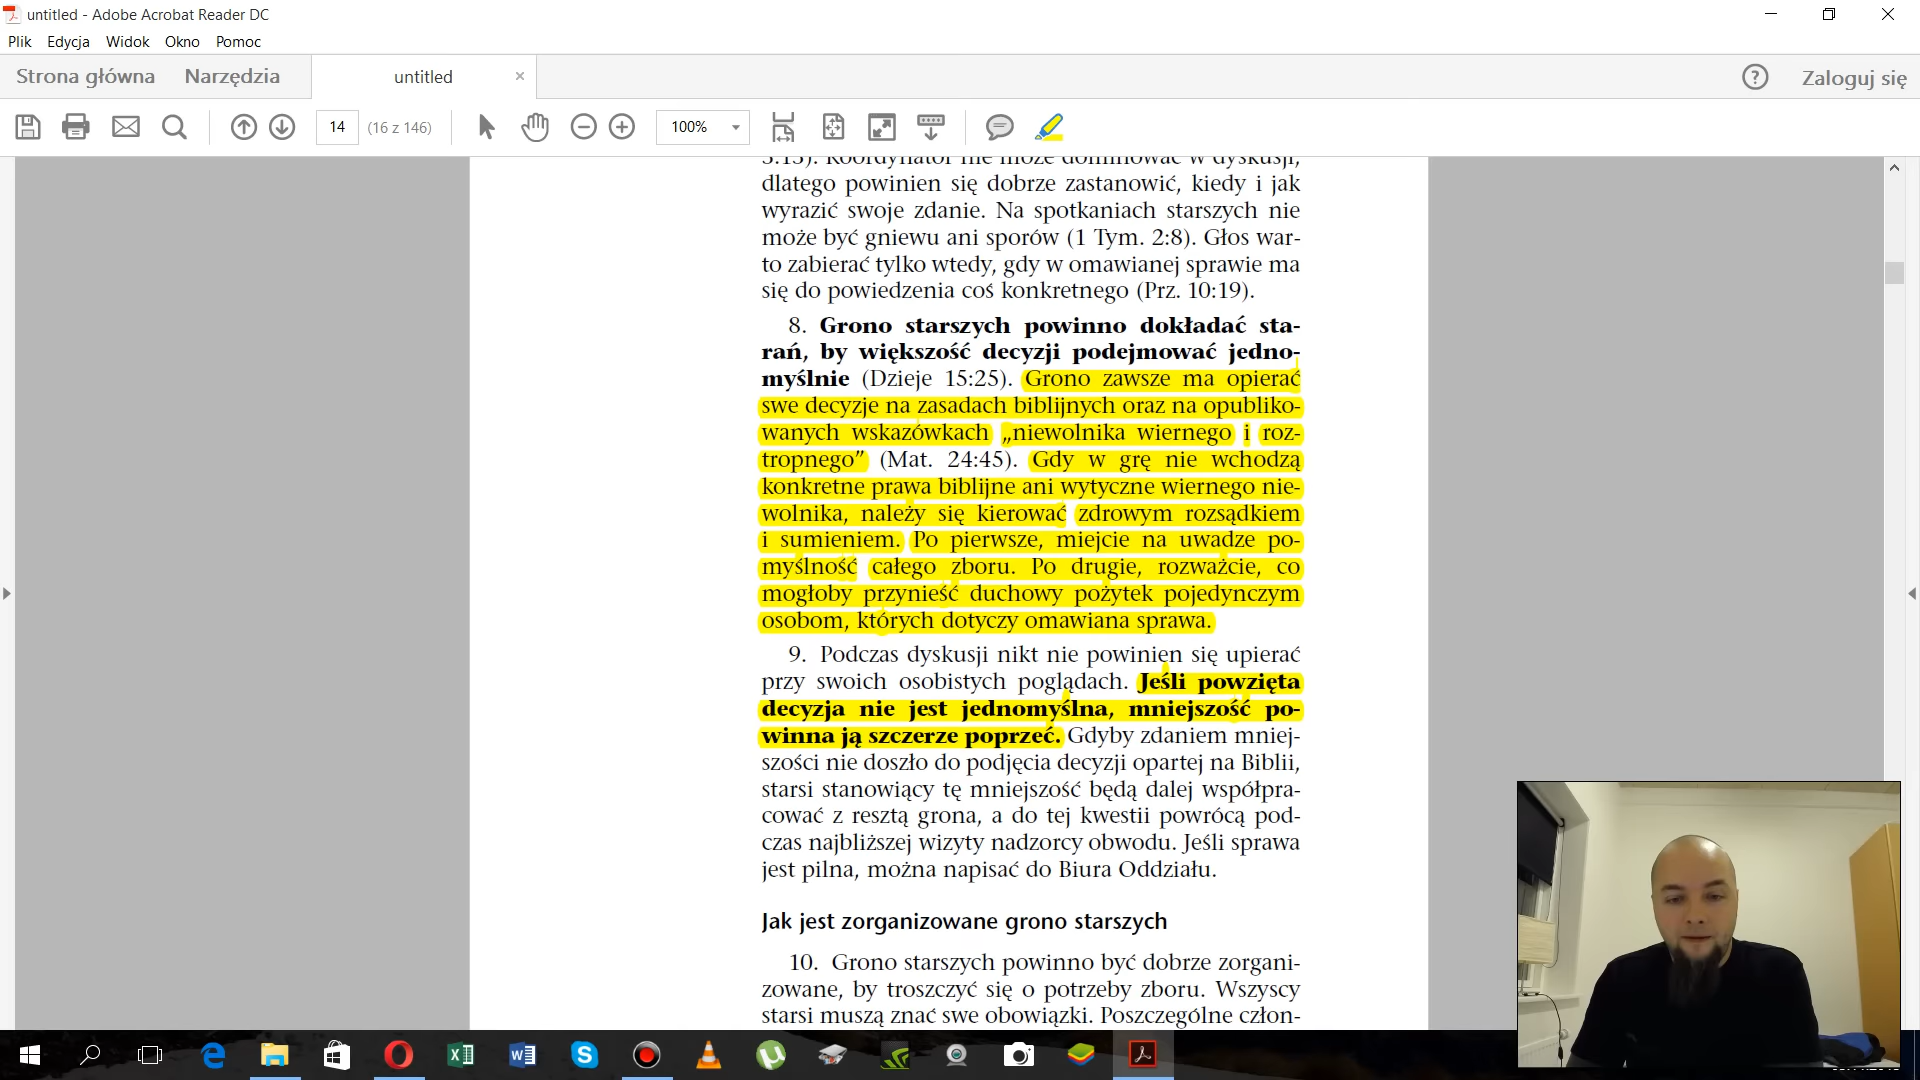 untitled - Adobe Acrobat Reader DC
Plik Edycja Widok Okno Pomoc
Strona główna Narzędzia untitled Zaloguj się
14 (16 z 146) 100%
3:15). Koordynator nie może dominować w dyskusji,
dlatego powinien się dobrze zastanowić, kiedy i jak
wyrazić swoje zdanie. Na spotkaniach starszych nie
może być gniewu ani sporów (1 Tym. 2:8). Głos war-
to zabierać tylko wtedy, gdy w omawianej sprawie ma
się do powiedzenia coś konkretnego (Prz. 10:19).
8. Grono starszych powinno dokładać sta-
rań, by większość decyzji podejmować jedno-
myślnie (Dzieje 15:25). Grono zawsze ma opierać
swe decyzje na zasadach biblijnych oraz na opubliko-
wanych wskazówkach „niewolnika wiernego i roz-
tropnego” (Mat. 24:45). Gdy w grę nie wchodzą
konkretne prawa biblijne ani wytyczne wiernego nie-
wolnika, należy się kierować zdrowym rozsądkiem
i sumieniem. Po pierwsze, miejcie na uwadze po-
myślność całego zboru. Po drugie, rozważcie, co
mogłoby przynieść duchowy pożytek pojedynczym
osobom, których dotyczy omawiana sprawa.
9. Podczas dyskusji nikt nie powinien się upierać
przy swoich osobistych poglądach. Jeśli powzięta
decyzja nie jest jednomyślna, mniejszość po-
winna ją szczerze poprzeć. Gdyby zdaniem mniej-
szości nie doszło do podjęcia decyzji opartej na Biblii,
starsi stanowiący tę mniejszość będą dalej współpra-
cować z resztą grona, a do tej kwestii powrócą pod-
czas najbliższej wizyty nadzorcy obwodu. Jeśli sprawa
jest pilna, można napisać do Biura Oddziału.
Jak jest zorganizowane grono starszych
10. Grono starszych powinno być dobrze zorgani-
zowane, by troszczyć się o potrzeby zboru. Wszyscy
starsi muszą znać swe obowiązki. Poszczególne człon-